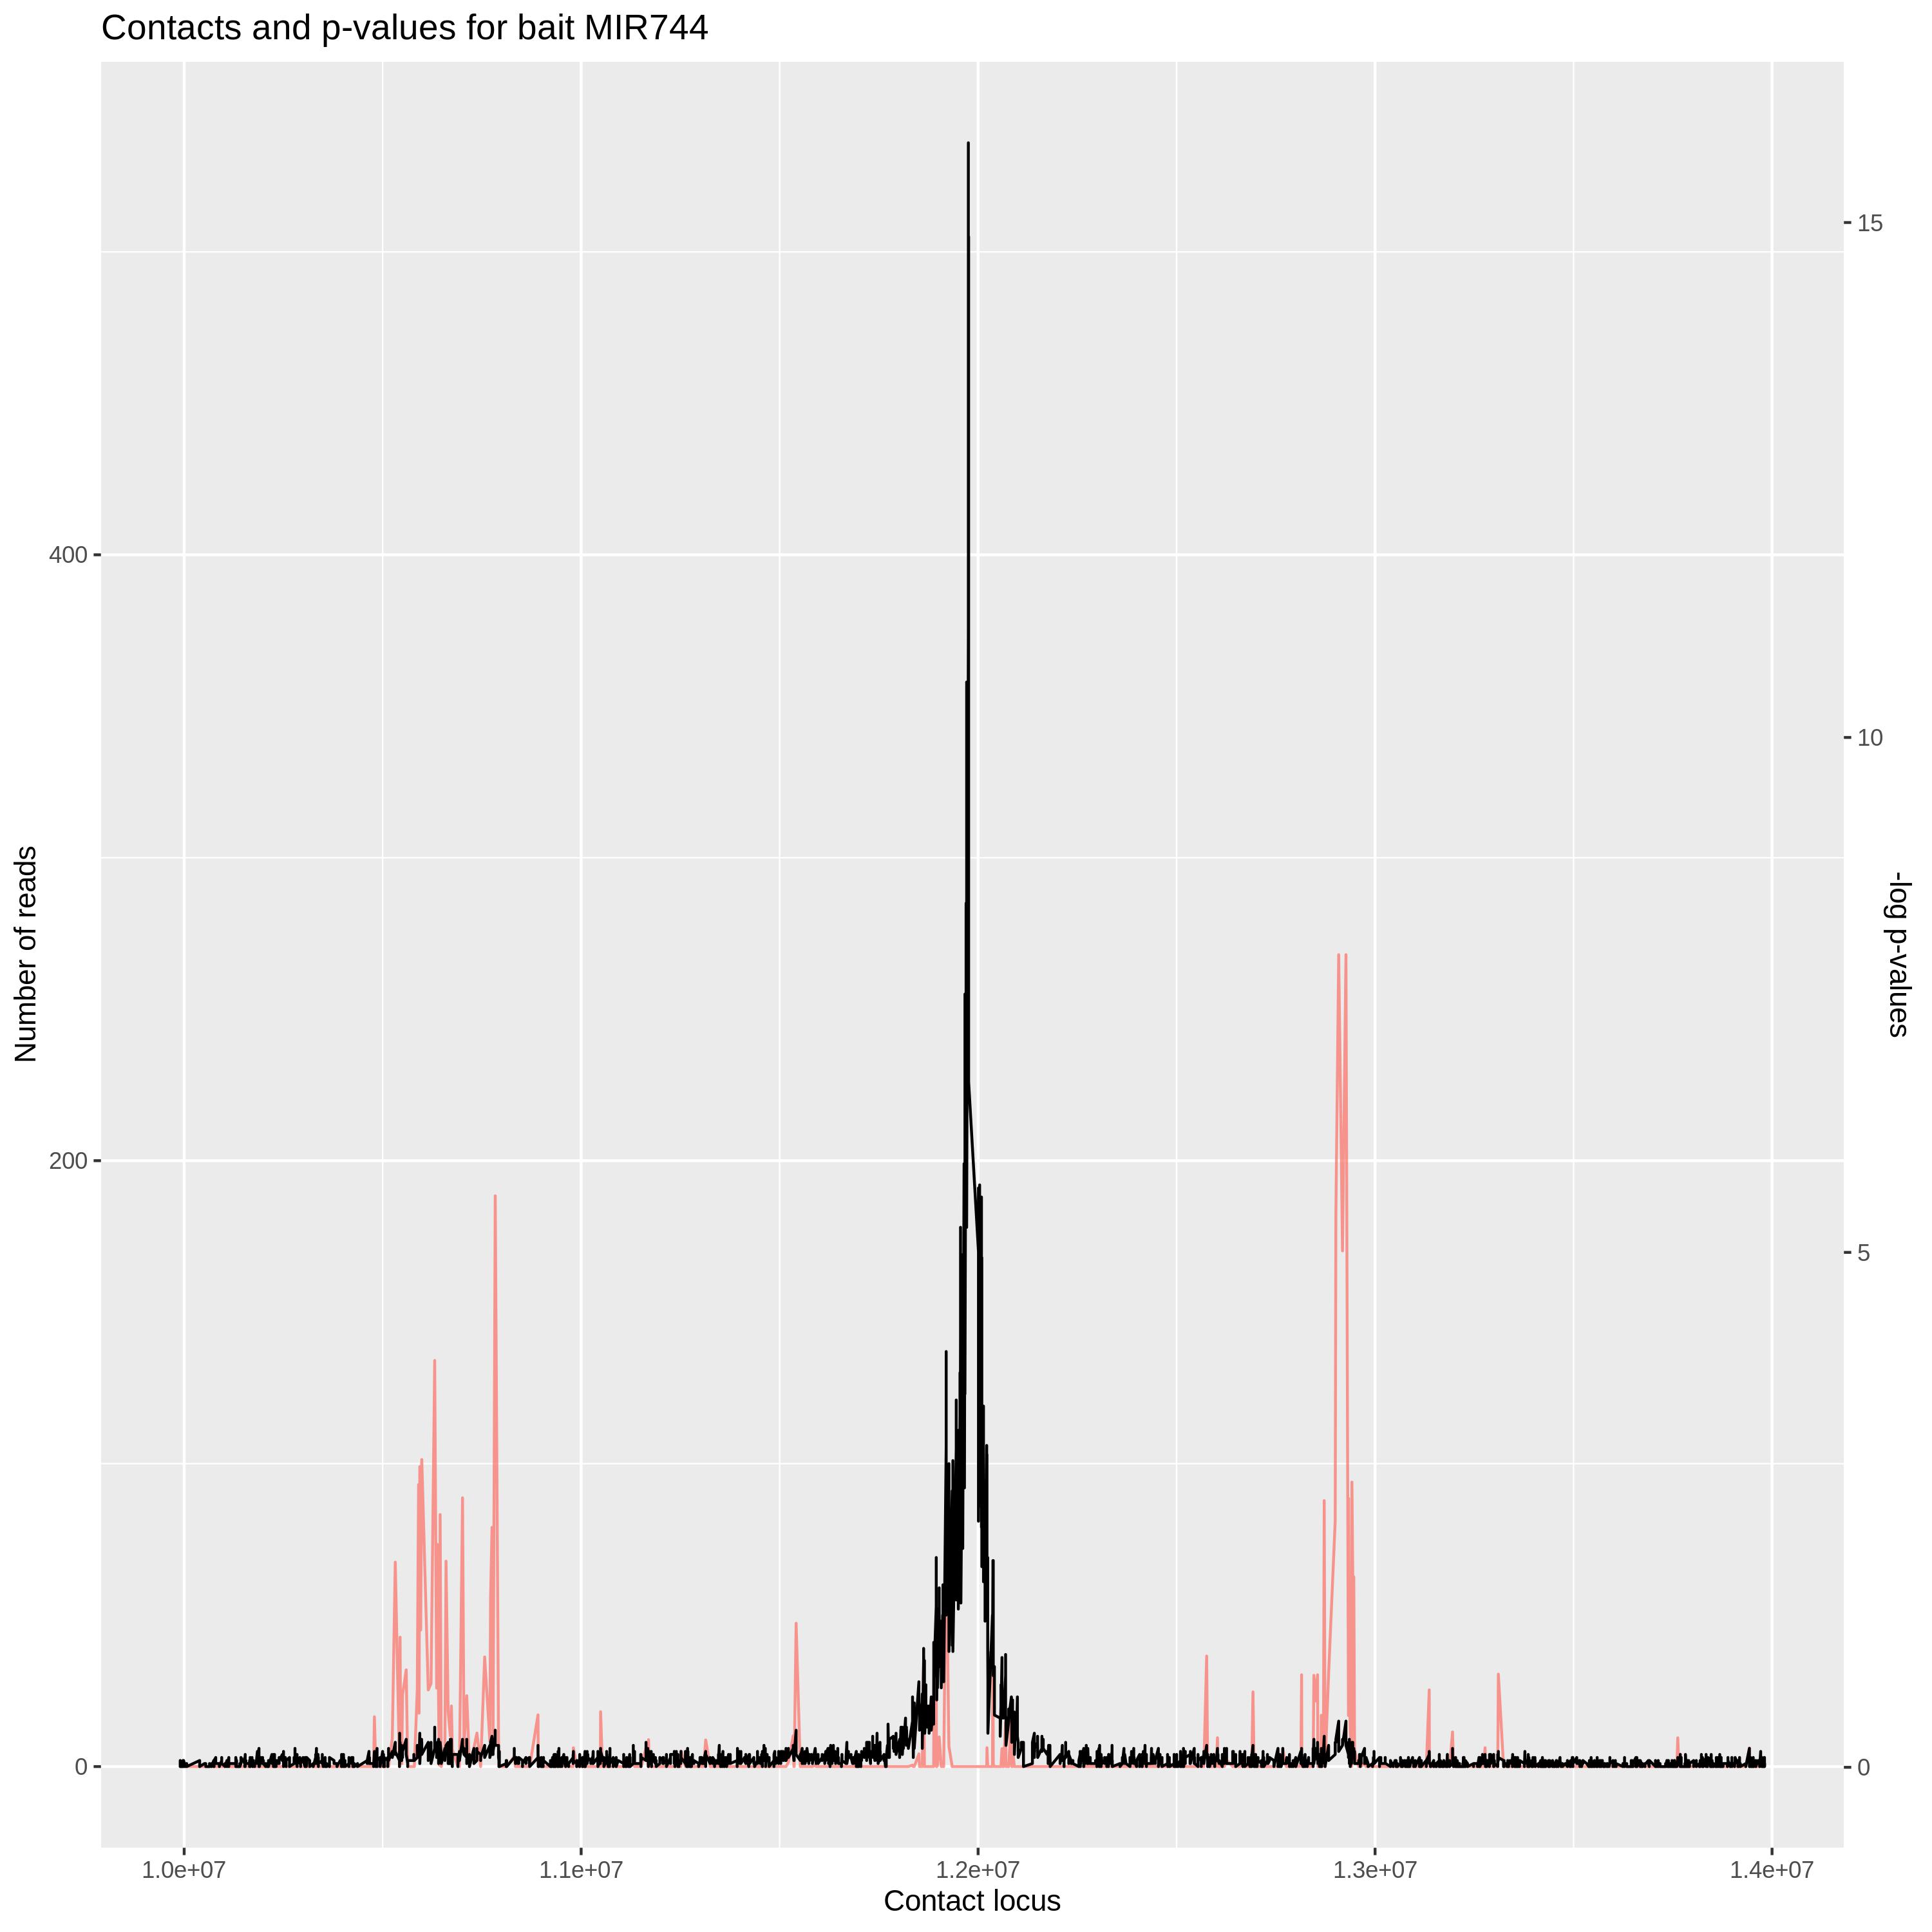 Contacts and p-values for bait MIR744
Number of reads
400
200
0
15
10
5
0
-log p-values
1.0e+07
1.1e+07
1.2e+07
1.3e+07
1.4e+07
Contact locus